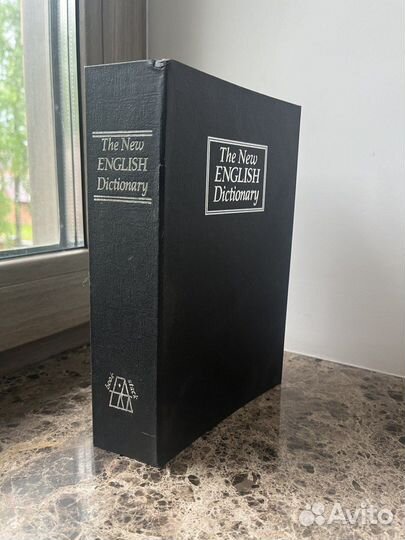 The New
ENGLISH
Dictionary
The New
ENGLISH
Dictionary
Avito